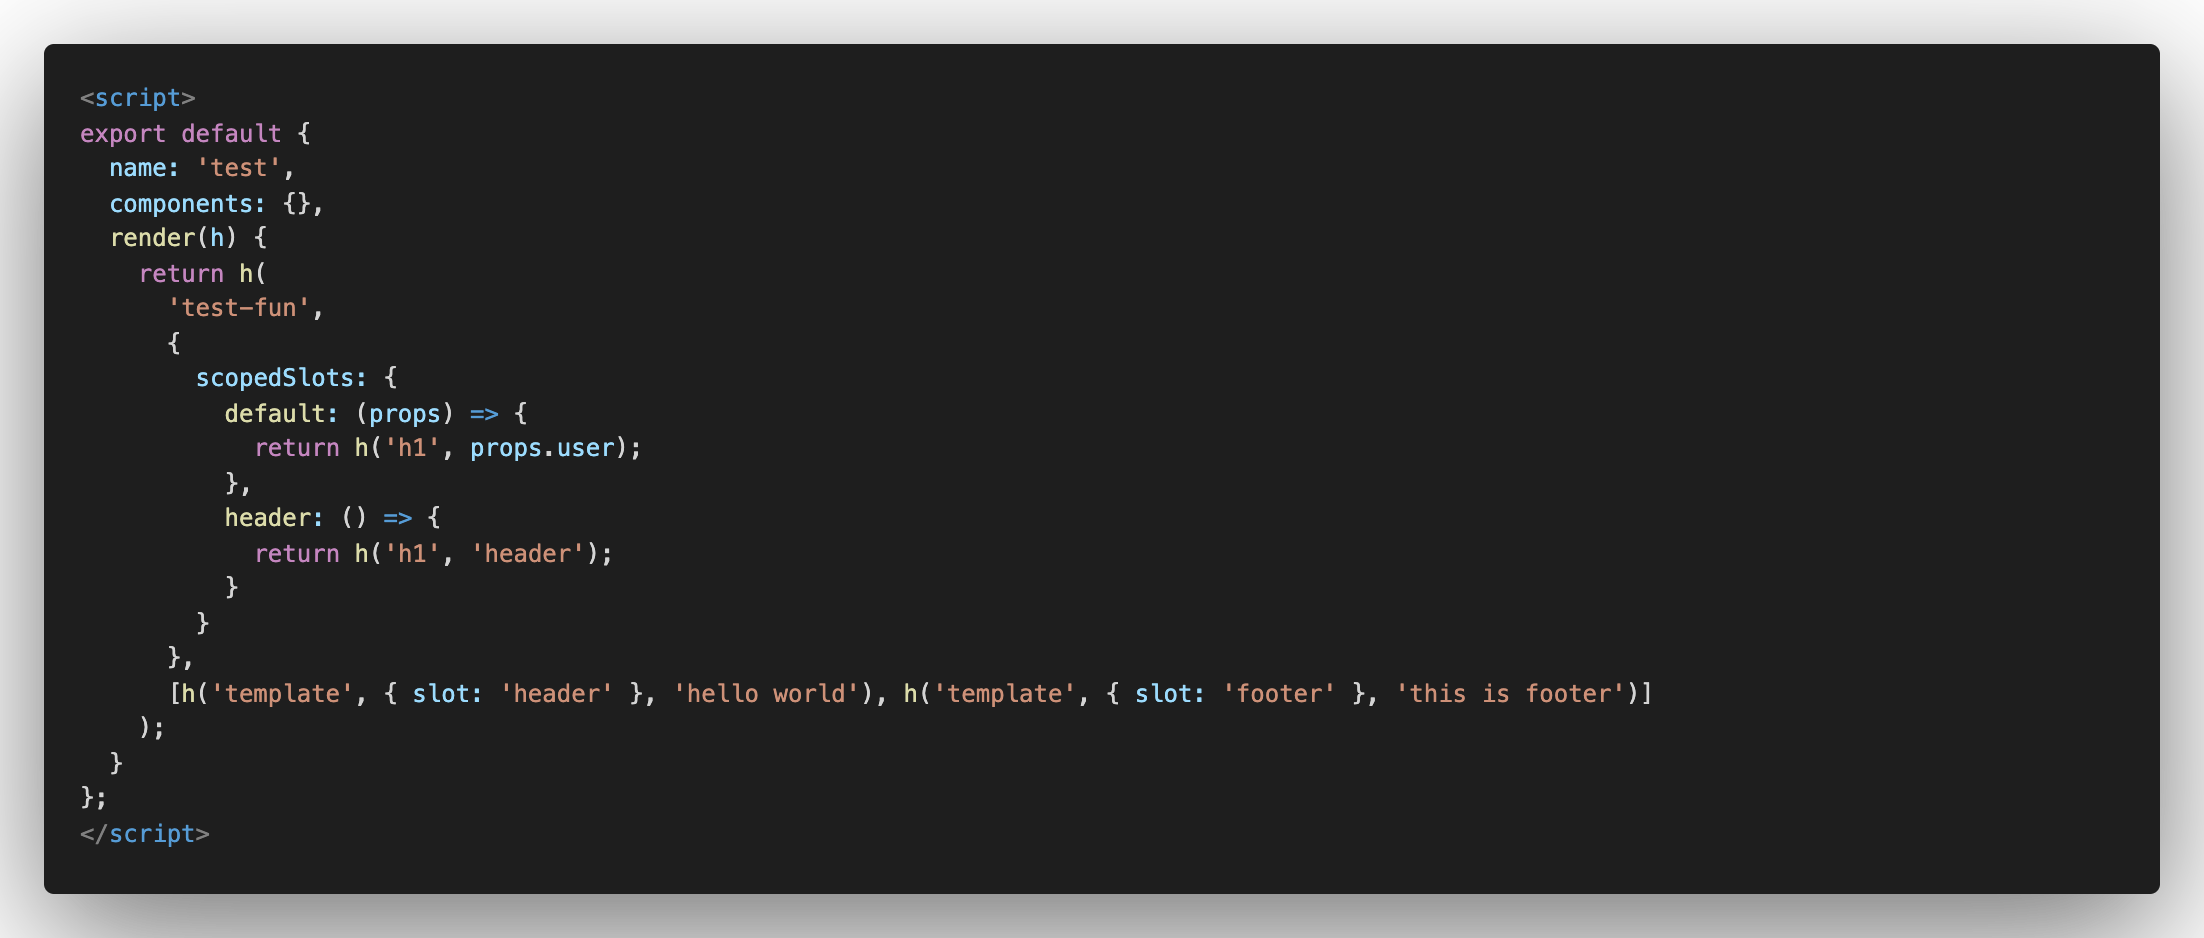 <script>
export default {
  name: 'test',
  components: {},
  render(h) {
    return h(
      'test-fun',
      {
        scopedSlots: {
          default: (props) => {
            return h('h1', props.user);
          },
          header: () => {
            return h('h1', 'header');
          }
        }
      },
      [h('template', { slot: 'header' }, 'hello world'), h('template', { slot: 'footer' }, 'this is footer')]
    );
  }
};
</script>